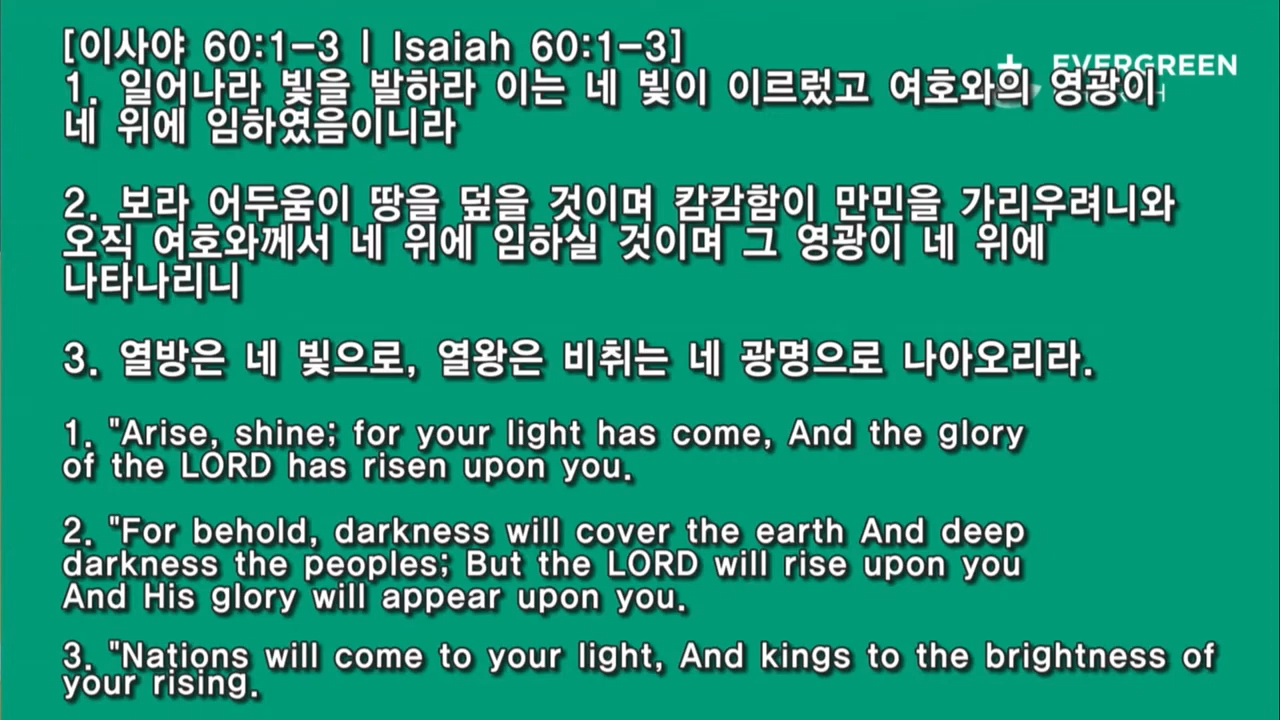 [이사야 60:1-3 | Isaiah 60:1-3]
EVERGREEN
1. 일어나라 빛을 발하라 이는 네 빛이 이르렀고 여호와의 영광이
네 위에 임하였음이니라
2. 보라 어두움이 땅을 덮을 것이며 캄캄함이 만민을 가리우려니와
오직 여호와께서 네 위에 임하실 것이며 그 영광이 네 위에
나타나리니
3. 열방은 네 빛으로, 열왕은 비취는 네 광명으로 나아오리라.
1. "Arise, shine; for your light has come, And the glory
of the LORD has risen upon you.
2. "For behold, darkness will cover the earth And deep
darkness the peoples; But the LORD will rise upon you
And His glory will appear upon you.
3. "Nations will come to your light, And kings to the brightness of
your rising.